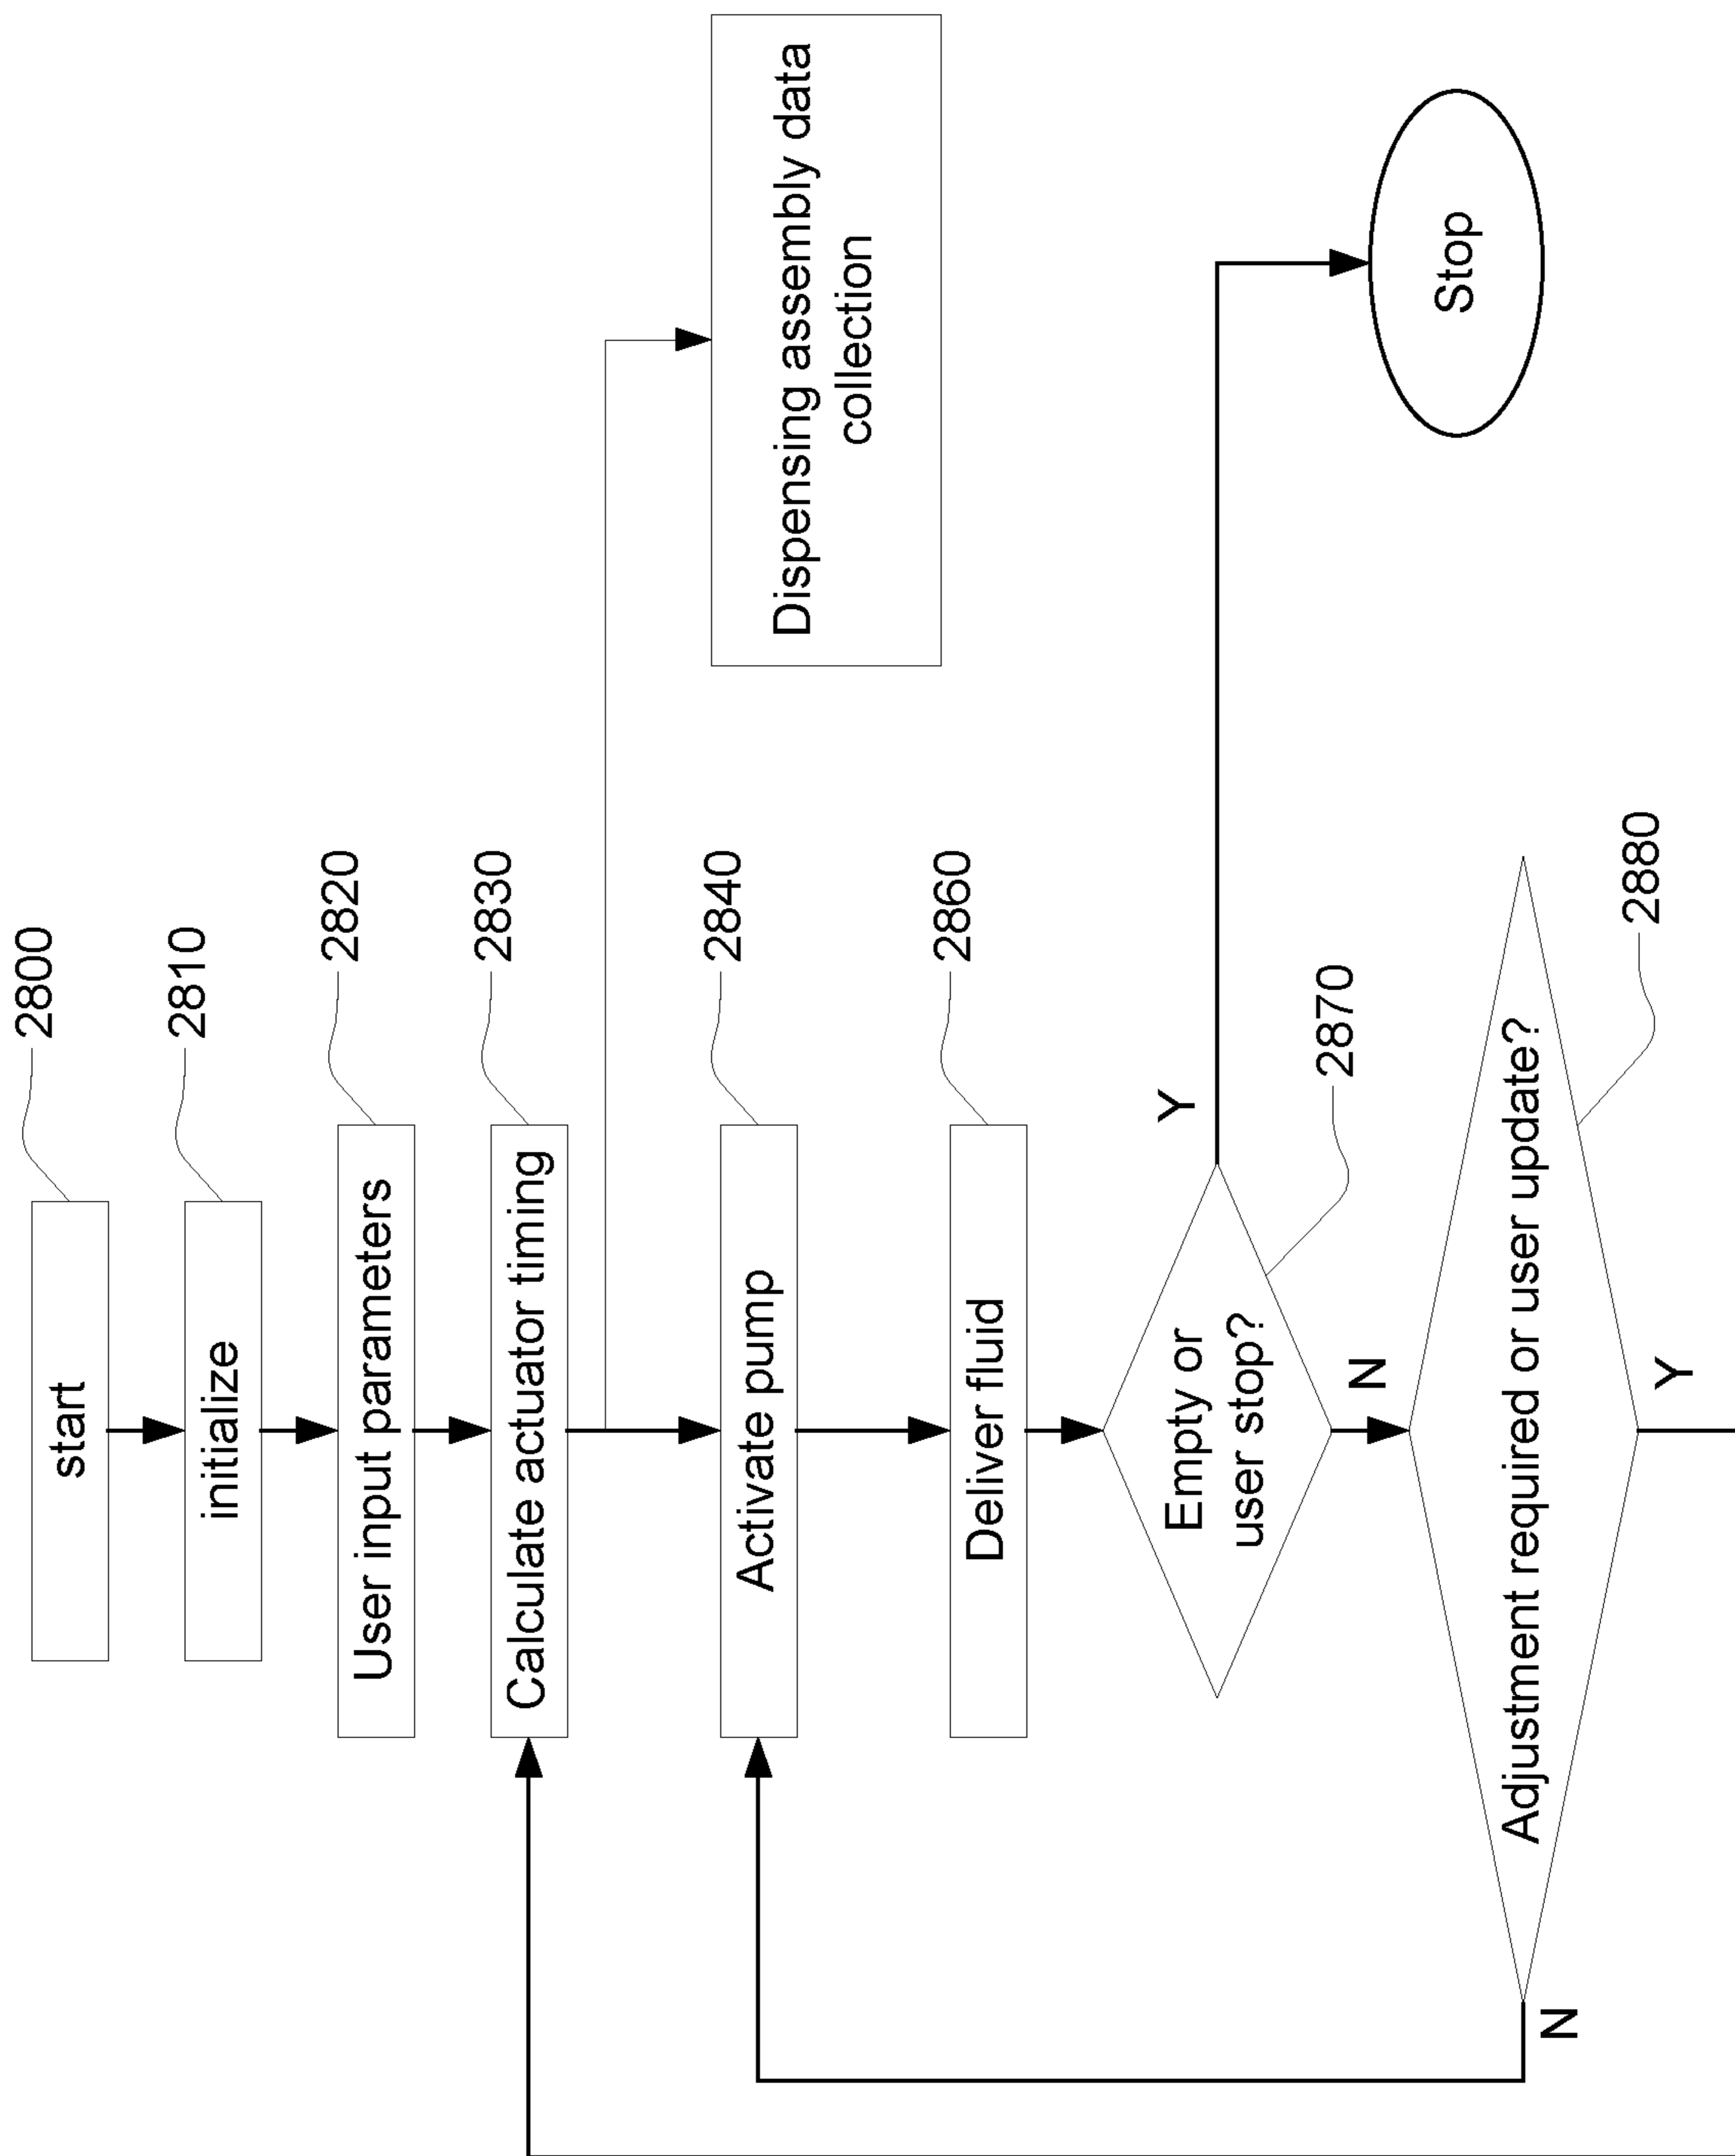 start
2800
initialize
2810
User input parameters
2820
Calculate actuator timing
2830
Dispensing assembly data
collection
Activate pump
2840
Deliver fluid
2860
Empty or
user stop?
Y
2870
N
Stop
Adjustment required or user update?
2880
N
Y